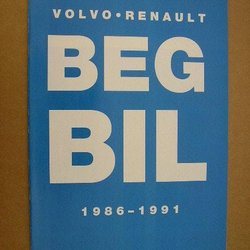 VOLVO • RENAULT
BEG
BIL
1986–1991